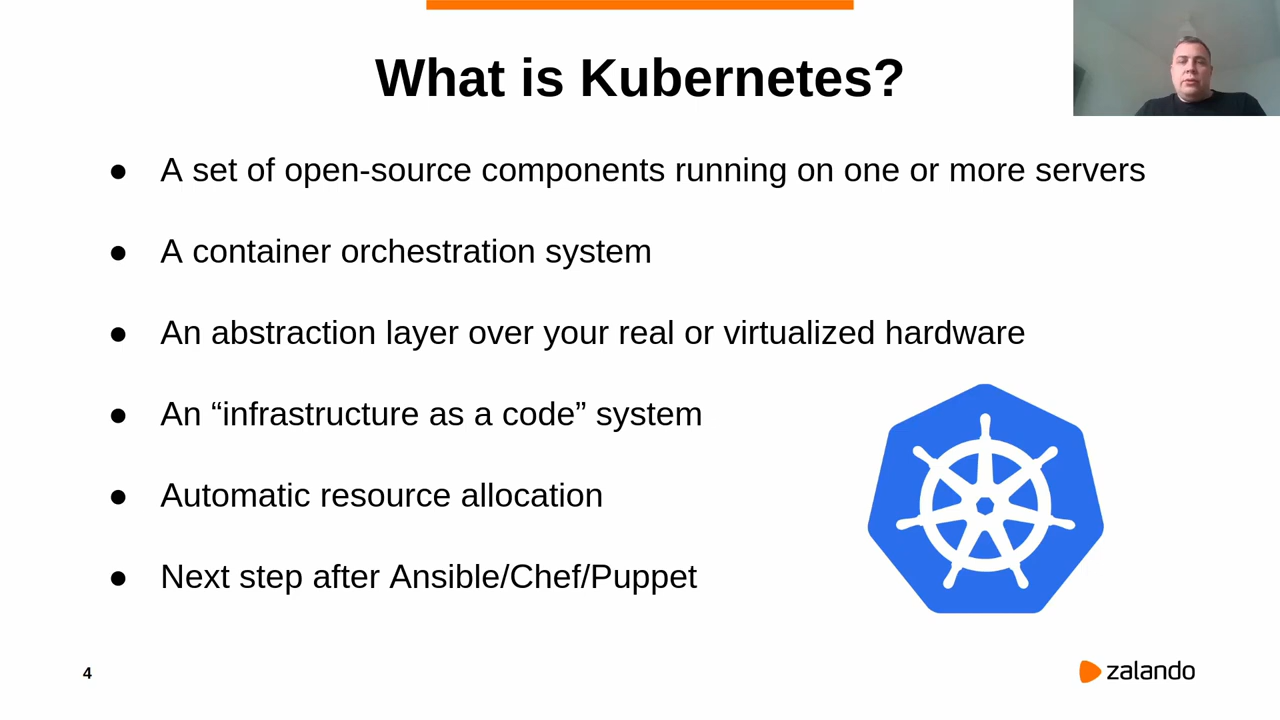 What is Kubernetes?
● A set of open-source components running on one or more servers
● A container orchestration system
● An abstraction layer over your real or virtualized hardware
● An “infrastructure as a code” system
● Automatic resource allocation
● Next step after Ansible/Chef/Puppet
4
zalando